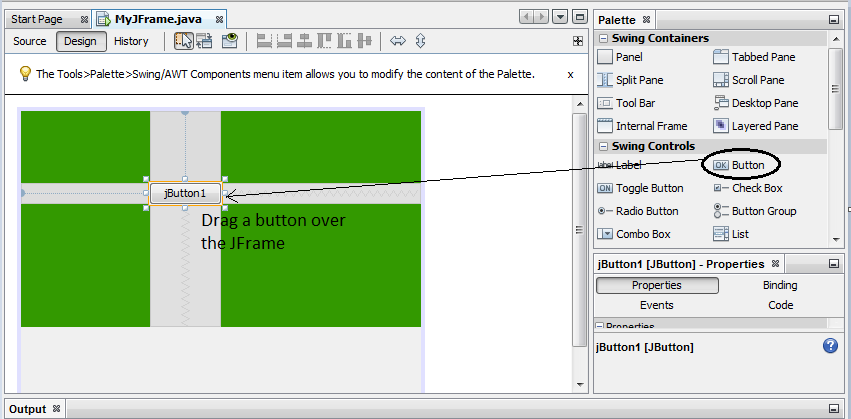 Start Page
MyJFrame.java
Source
Design
History
The Tools>Palette>Swing/AWT Components menu item allows you to modify the content of the Palette.
x
jButton1
Drag a button over
the JFrame
Palette
Swing Containers
Panel
Tabbed Pane
Split Pane
Scroll Pane
Tool Bar
Desktop Pane
Internal Frame
Layered Pane
Swing Controls
label Label
OK Button
ON Toggle Button
Check Box
Radio Button
Button Group
Combo Box
List
jButton1 [JButton] - Properties
Properties
Binding
Events
Code
Properties
jButton1 [JButton]
?
Output